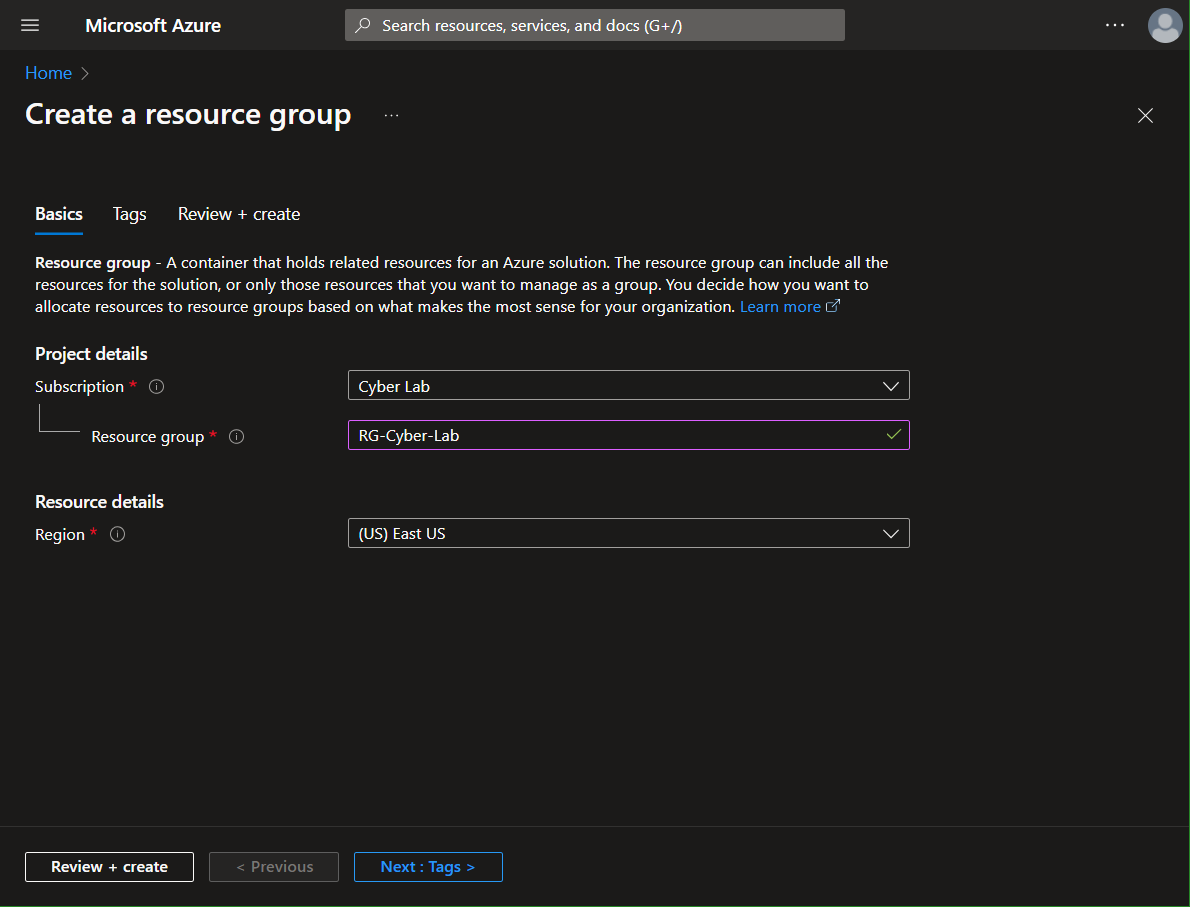 Microsoft Azure
Search resources, services, and docs (G+/)
...
Home >
Create a resource group ...
Basics Tags Review + create
Resource group - A container that holds related resources for an Azure solution. The resource group can include all the
resources for the solution, or only those resources that you want to manage as a group. You decide how you want to
allocate resources to resource groups based on what makes the most sense for your organization. Learn more
Project details
Subscription * Cyber Lab
Resource group * RG-Cyber-Lab
Resource details
Region * (US) East US
Review + create < Previous Next : Tags >